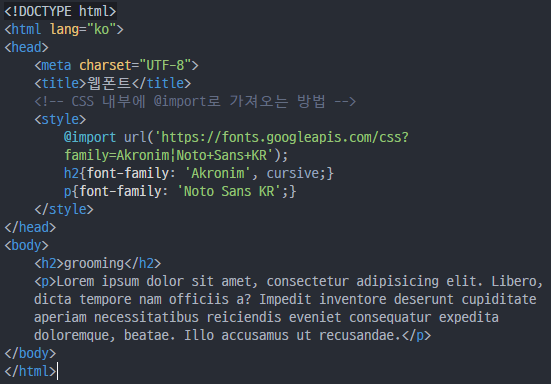 <!DOCTYPE html>
<html lang="ko">
<head>
    <meta charset="UTF-8">
    <title>웹폰트</title>
    <!-- CSS 내부에 @import로 가져오는 방법 -->
    <style>
        @import url('https://fonts.googleapis.com/css?
        family=Akronim¦Noto+Sans+KR');
        h2{font-family: 'Akronim', cursive;}
        p{font-family: 'Noto Sans KR';}
    </style>
</head>
<body>
    <h2>grooming</h2>
    <p>Lorem ipsum dolor sit amet, consectetur adipisicing elit. Libero,
    dicta tempore nam officiis a? Impedit inventore deserunt cupiditate
    aperiam necessitatibus reiciendis eveniet consequatur expedita
    doloremque, beatae. Illo accusamus ut recusandae.</p>
</body>
</html>